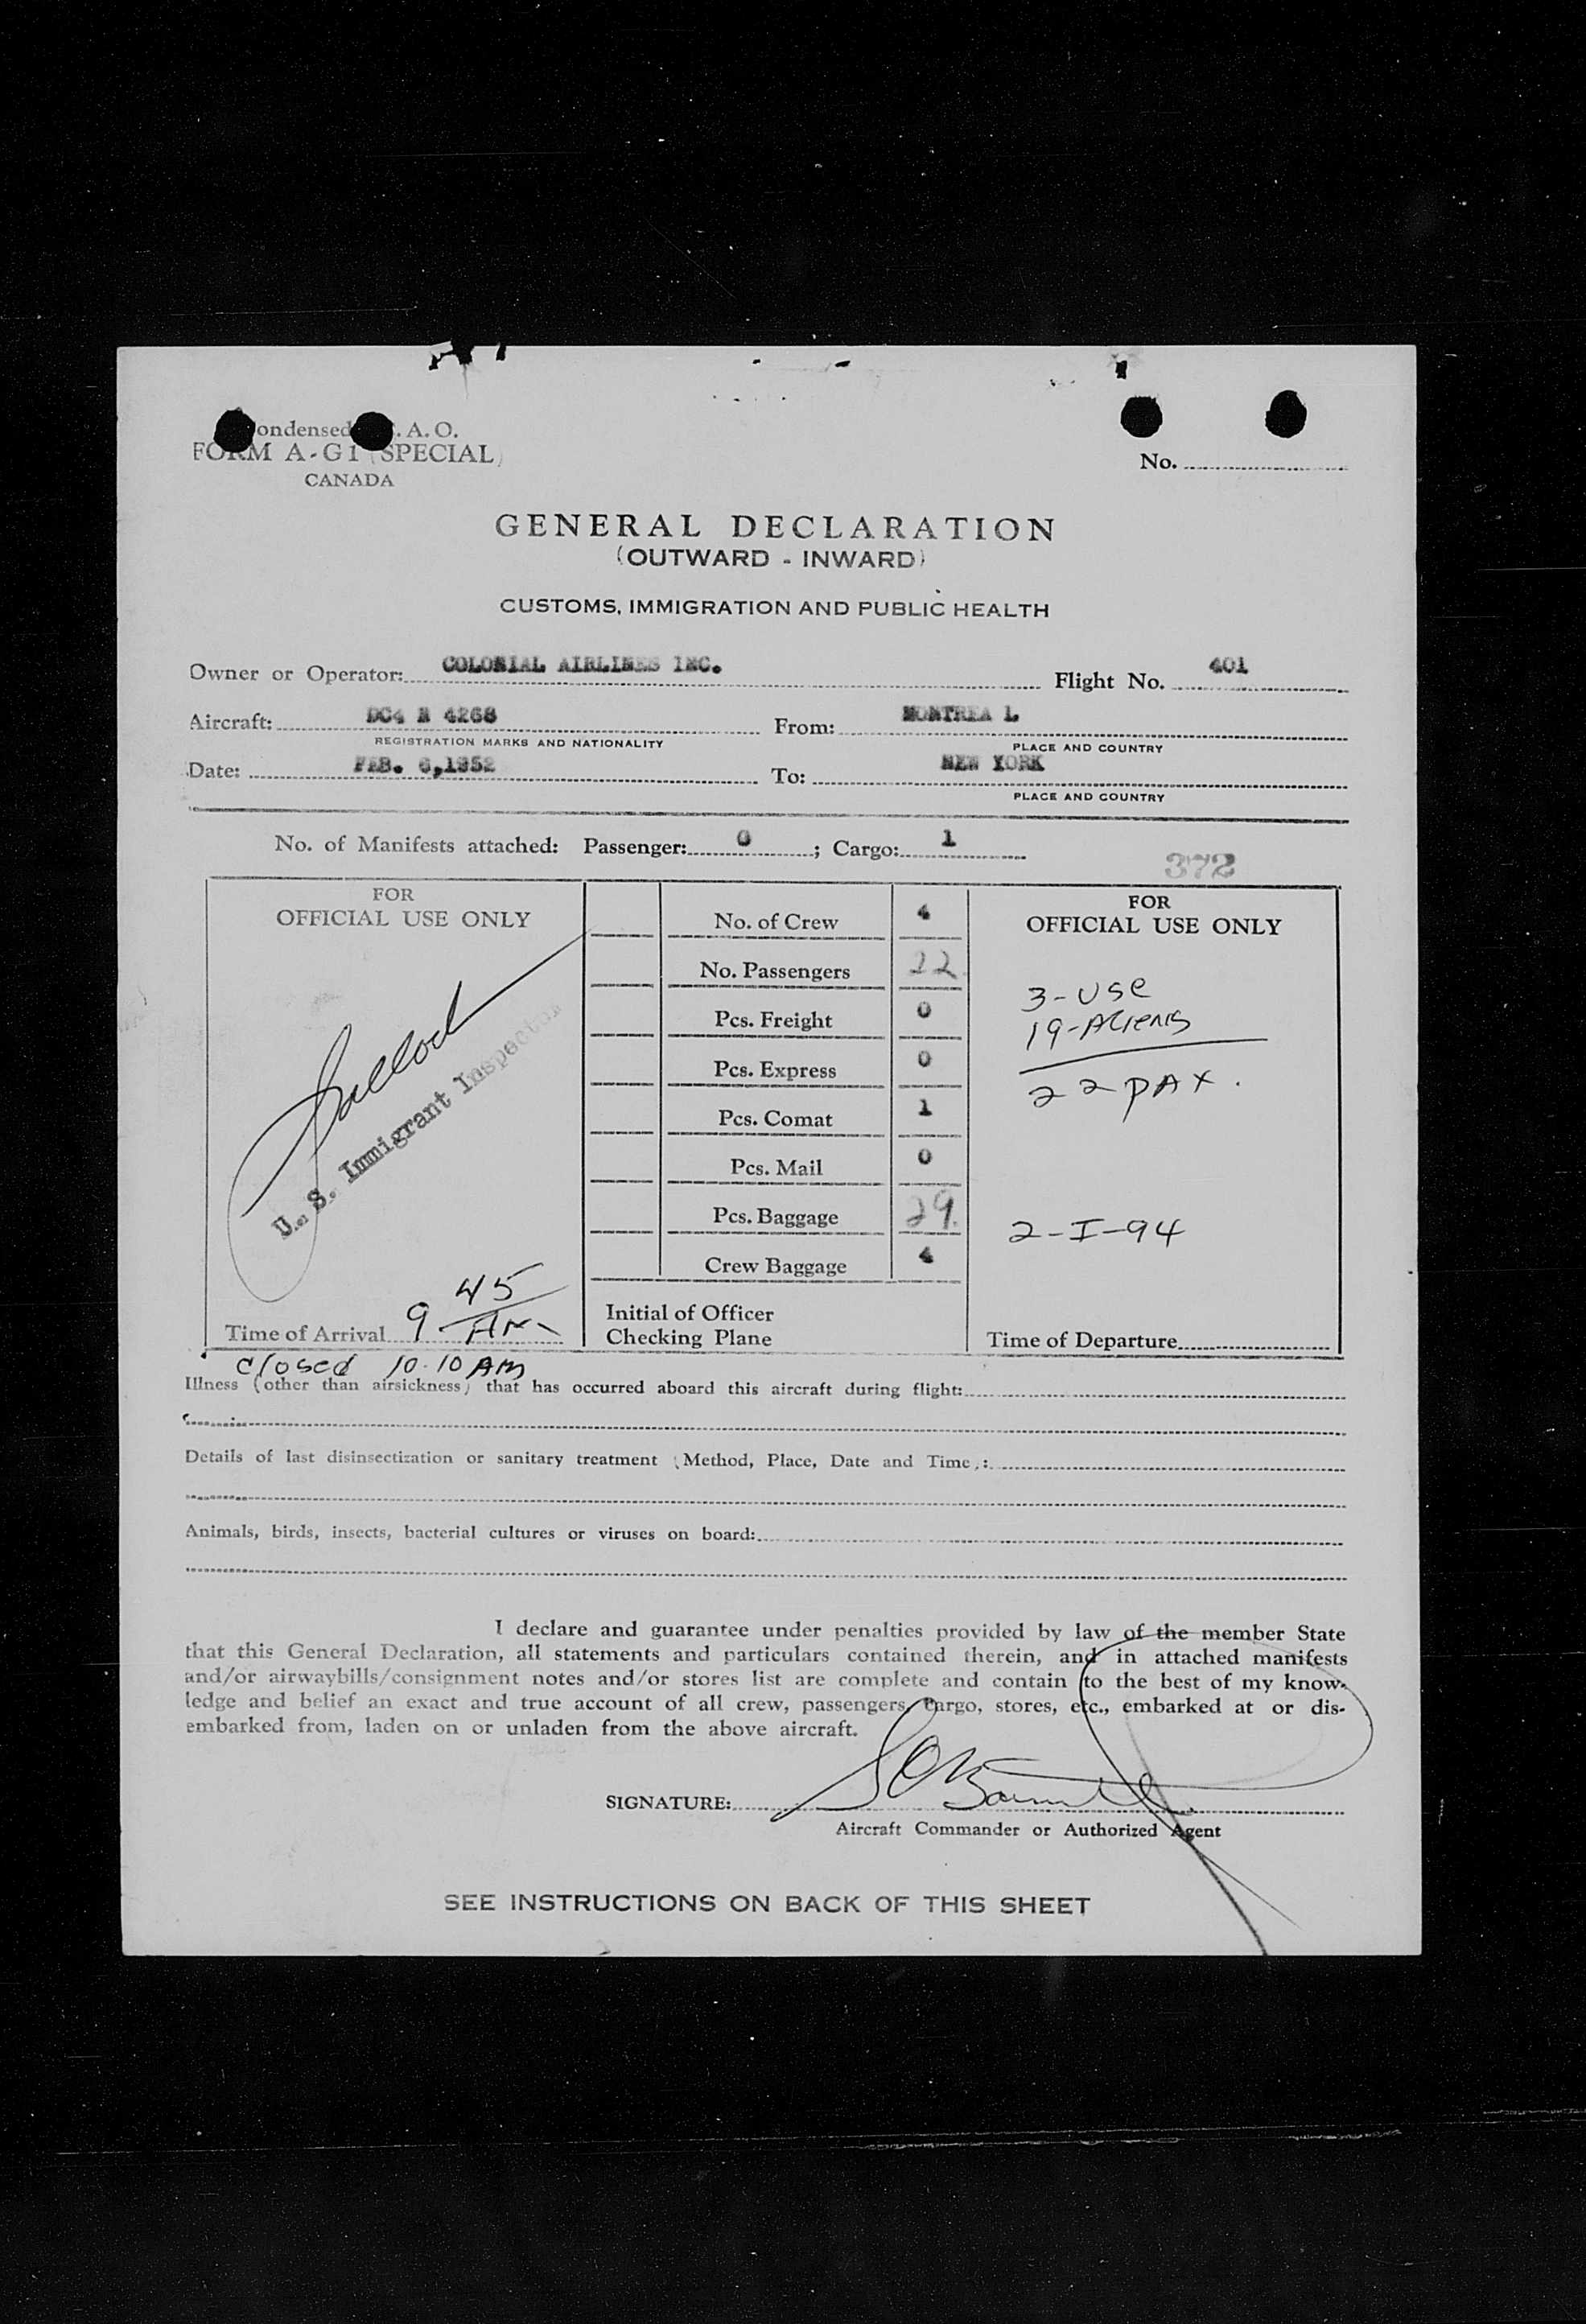 ondensed . A. O.
FORM A-G1 (SPECIAL)
CANADA
No.
GENERAL DECLARATION
(OUTWARD - INWARD)
CUSTOMS, IMMIGRATION AND PUBLIC HEALTH
Owner or Operator: COLONIAL AIRLINES INC. Flight No. 401
Aircraft: DC4 N 4268 From: MONTREA L
REGISTRATION MARKS AND NATIONALITY PLACE AND COUNTRY
Date: FEB. 6,1952 To: NEW YORK
PLACE AND COUNTRY
No. of Manifests attached: Passenger: 0 ; Cargo: 1
372
FOR
OFFICIAL USE ONLY
U. S. Immigrant Inspector
Time of Arrival 9 45 AM
closed 10-10 AM
No. of Crew 4
No. Passengers 22
Pcs. Freight 0
Pcs. Express 0
Pcs. Comat 1
Pcs. Mail 0
Pcs. Baggage 29
Crew Baggage 4
Initial of Officer
Checking Plane
FOR
OFFICIAL USE ONLY
3-USC
19-Aliens
22 PAX.
2-I-94
Time of Departure
Illness (other than airsickness) that has occurred aboard this aircraft during flight:
Details of last disinsectization or sanitary treatment (Method, Place, Date and Time):
Animals, birds, insects, bacterial cultures or viruses on board:
I declare and guarantee under penalties provided by law of the member State
that this General Declaration, all statements and particulars contained therein, and in attached manifests
and/or airwaybills/consignment notes and/or stores list are complete and contain to the best of my know-
ledge and belief an exact and true account of all crew, passengers, cargo, stores, etc., embarked at or dis-
embarked from, laden on or unladen from the above aircraft.
SIGNATURE:
Aircraft Commander or Authorized Agent
SEE INSTRUCTIONS ON BACK OF THIS SHEET